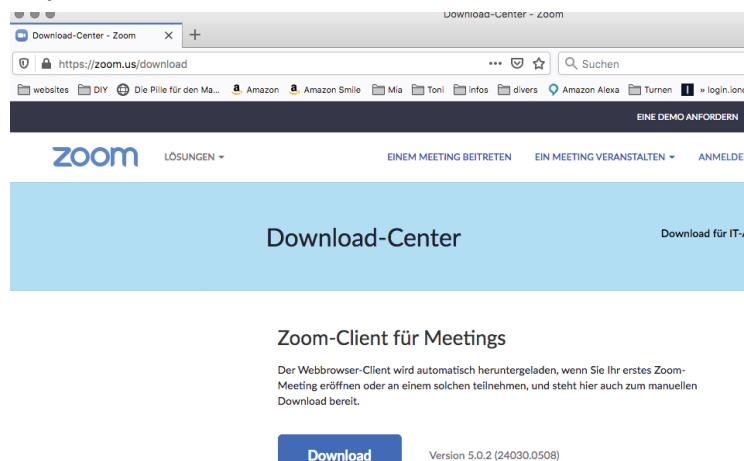 Download-Center - Zoom
Download-Center - Zoom
https://zoom.us/download
Suchen
websites DIY Die Pille für den Ma... Amazon Amazon Smile Mia Toni infos divers Amazon Alexa Turnen » login.iono
EINE DEMO ANFORDERN
zoom LÖSUNGEN EINEM MEETING BEITRETEN EIN MEETING VERANSTALTEN ANMELDE
Download-Center
Download für IT-A
Zoom-Client für Meetings
Der Webbrowser-Client wird automatisch heruntergeladen, wenn Sie Ihr erstes Zoom-
Meeting eröffnen oder an einem solchen teilnehmen, und steht hier auch zum manuellen
Download bereit.
Download Version 5.0.2 (24030.0508)